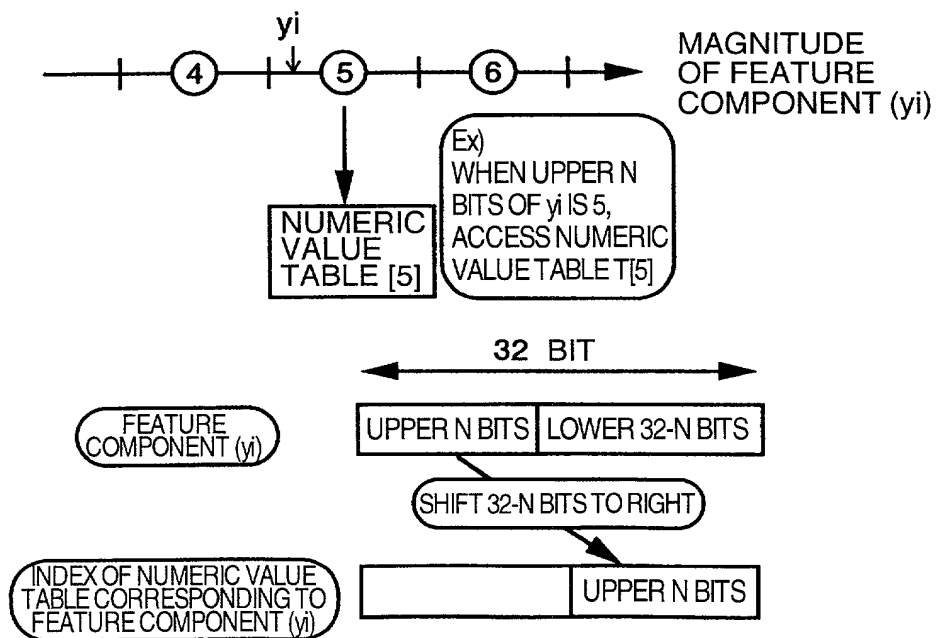 yi
4
5
6
MAGNITUDE
OF FEATURE
COMPONENT (yi)
NUMERIC
VALUE
TABLE [5]
Ex)
WHEN UPPER N
BITS OF yi IS 5,
ACCESS NUMERIC
VALUE TABLE T[5]
32 BIT
FEATURE
COMPONENT (yi)
UPPER N BITS
LOWER 32-N BITS
SHIFT 32-N BITS TO RIGHT
INDEX OF NUMERIC VALUE
TABLE CORRESPONDING TO
FEATURE COMPONENT (yi)
UPPER N BITS